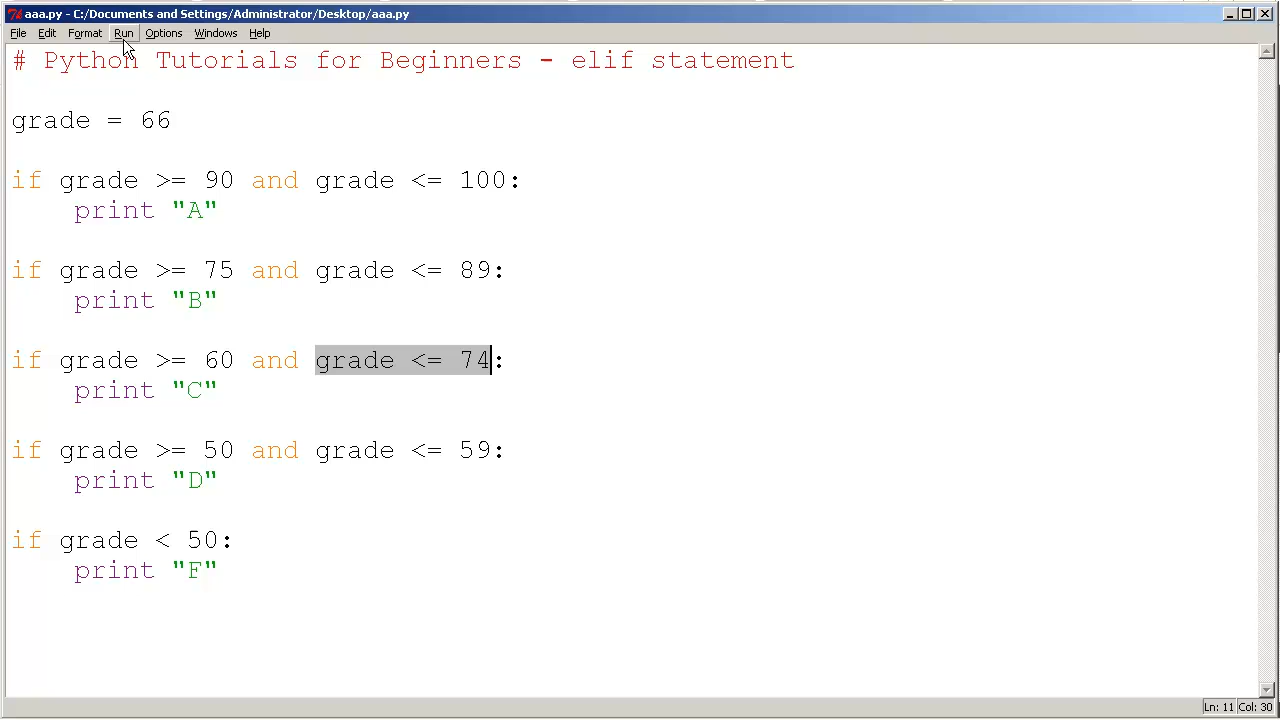 aaa.py - C:/Documents and Settings/Administrator/Desktop/aaa.py
File Edit Format Run Options Windows Help
# Python Tutorials for Beginners - elif statement
grade = 66
if grade >= 90 and grade <= 100:
    print "A"
if grade >= 75 and grade <= 89:
    print "B"
if grade >= 60 and grade <= 74:
    print "C"
if grade >= 50 and grade <= 59:
    print "D"
if grade < 50:
    print "F"
Ln: 11 Col: 30